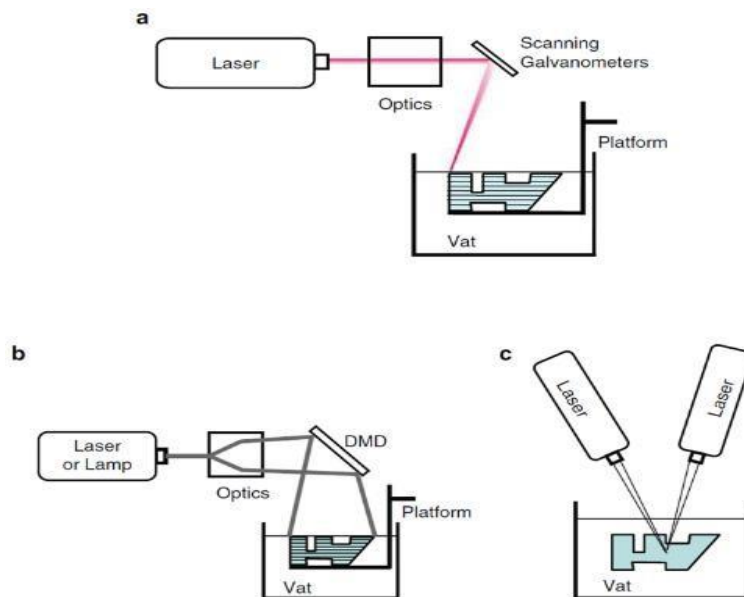 a
Laser
Optics
Scanning
Galvanometers
Platform
Vat
b
Laser
or Lamp
Optics
DMD
Platform
Vat
c
Laser
Laser
Vat